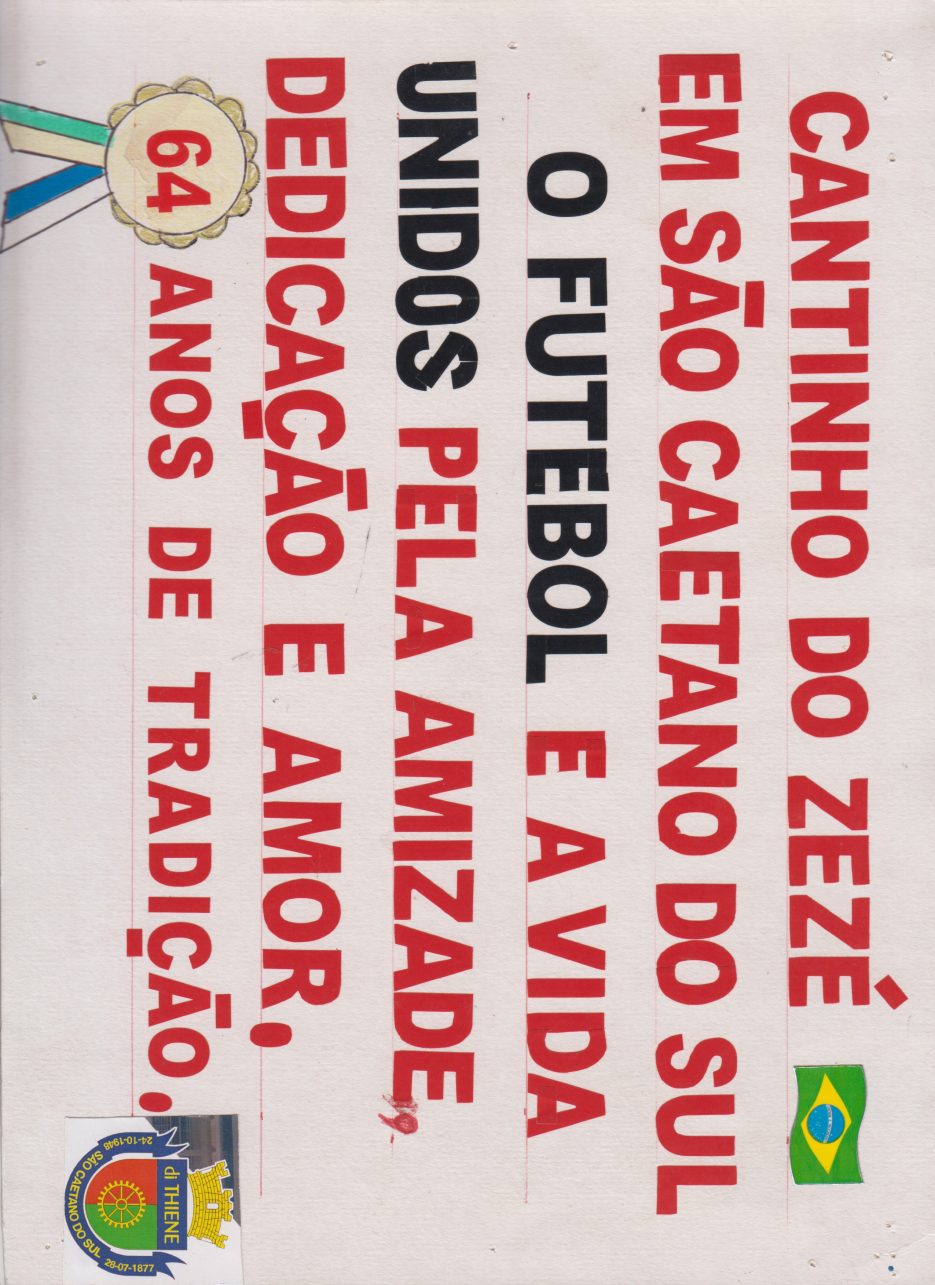 CANTINHO DO ZEZÉ
EM SÃO CAETANO DO SUL
O FUTEBOL E A VIDA
UNIDOS PELA AMIZADE,
DEDICAÇÃO E AMOR,
64 ANOS DE TRADIÇÃO.
di THIENE
24-10-1948 SÃO CAETANO DO SUL 28-07-1877